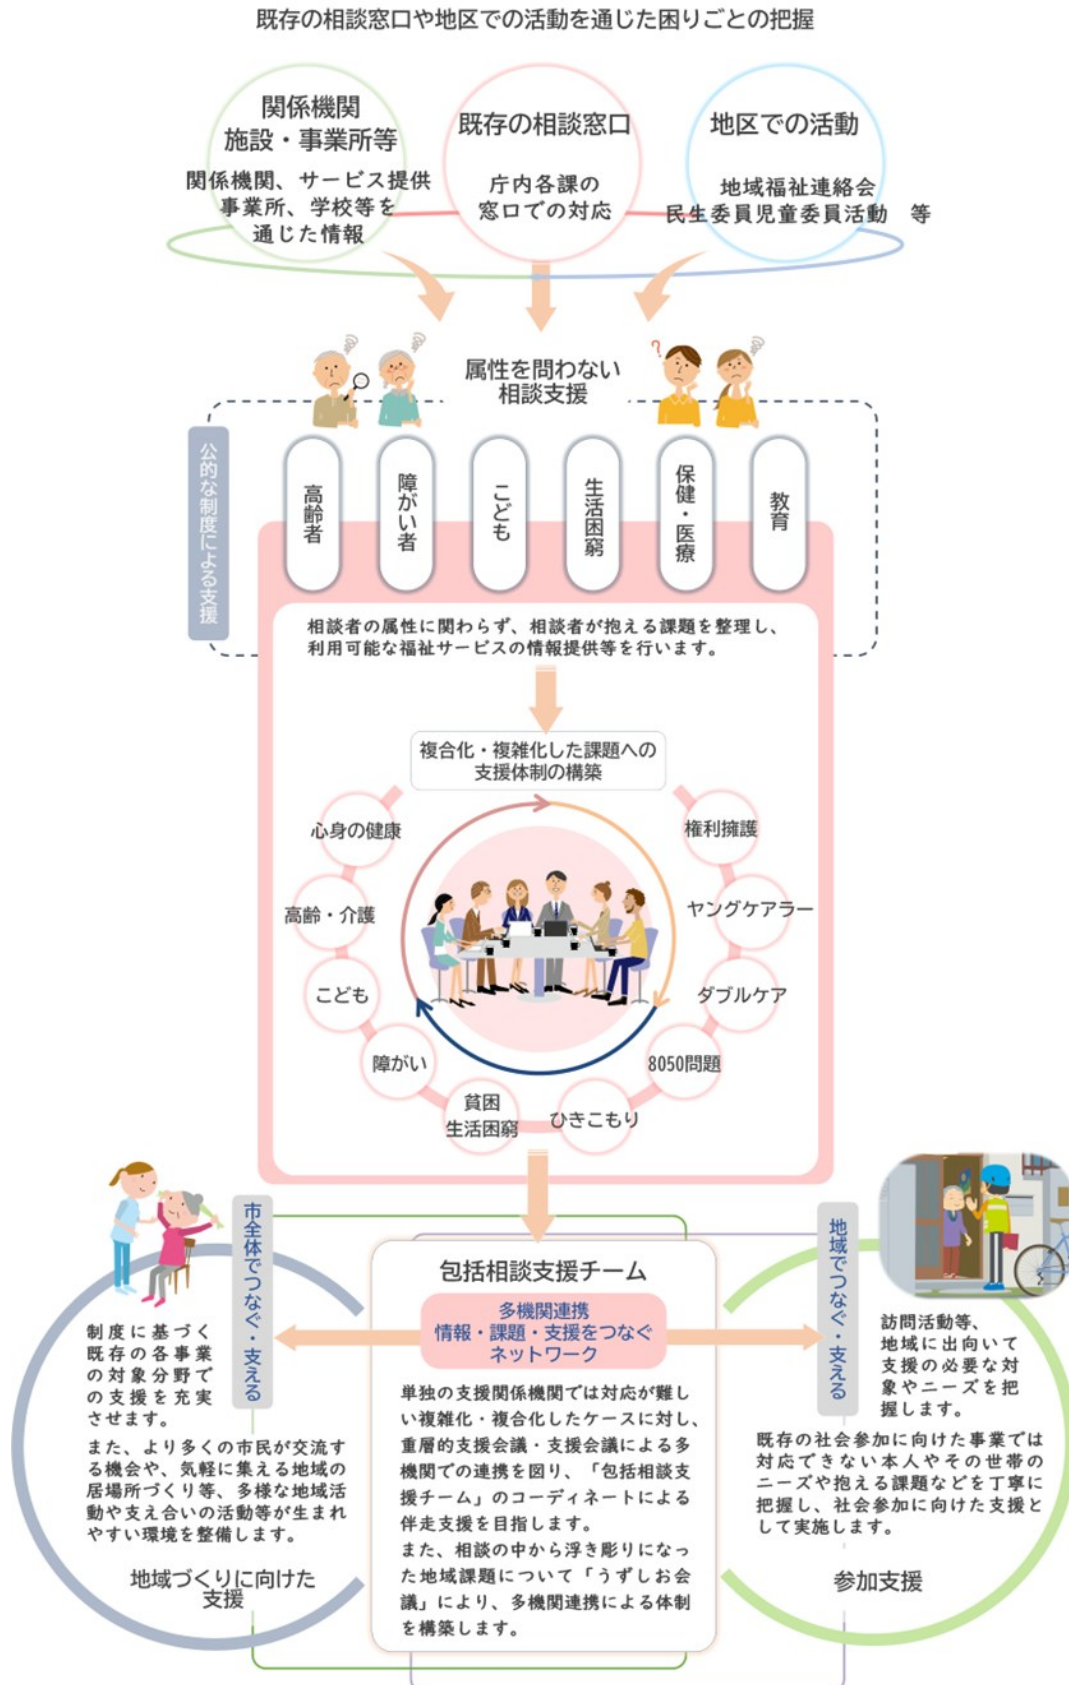 既存の相談窓口や地区での活動を通じた困りごとの把握
関係機関
施設・事業所等
関係機関、サービス提供
事業所、学校等を
通じた情報
既存の相談窓口
庁内各課の
窓口での対応
地区での活動
地域福祉連絡会
民生委員児童委員活動　等
属性を問わない
相談支援
公的な制度による支援
高齢者
障がい者
こども
生活困窮
保健・医療
教育
相談者の属性に関わらず、相談者が抱える課題を整理し、
利用可能な福祉サービスの情報提供等を行います。
複合化・複雑化した課題への
支援体制の構築
心身の健康
高齢・介護
こども
障がい
貧困
生活困窮
ひきこもり
8050問題
ダブルケア
ヤングケアラー
権利擁護
市全体でつなぐ・支える
制度に基づく
既存の各事業
の対象分野で
の支援を充実
させます。
また、より多くの市民が交流す
る機会や、気軽に集える地域の
居場所づくり等、多様な地域活
動や支え合いの活動等が生まれ
やすい環境を整備します。
地域づくりに向けた
支援
包括相談支援チーム
多機関連携
情報・課題・支援をつなぐ
ネットワーク
単独の支援関係機関では対応が難し
い複雑化・複合化したケースに対し、
重層的支援会議・支援会議による多
機関での連携を図り、「包括相談支
援チーム」のコーディネートによる
伴走支援を目指します。
また、相談の中から浮き彫りになっ
た地域課題について「うずしお会
議」により、多機関連携による体制
を構築します。
地域でつなぐ・支える
訪問活動等、
地域に出向いて
支援の必要な対
象やニーズを把
握します。
既存の社会参加に向けた事業では
対応できない本人やその世帯の
ニーズや抱える課題などを丁寧に
把握し、社会参加に向けた支援と
して実施します。
参加支援